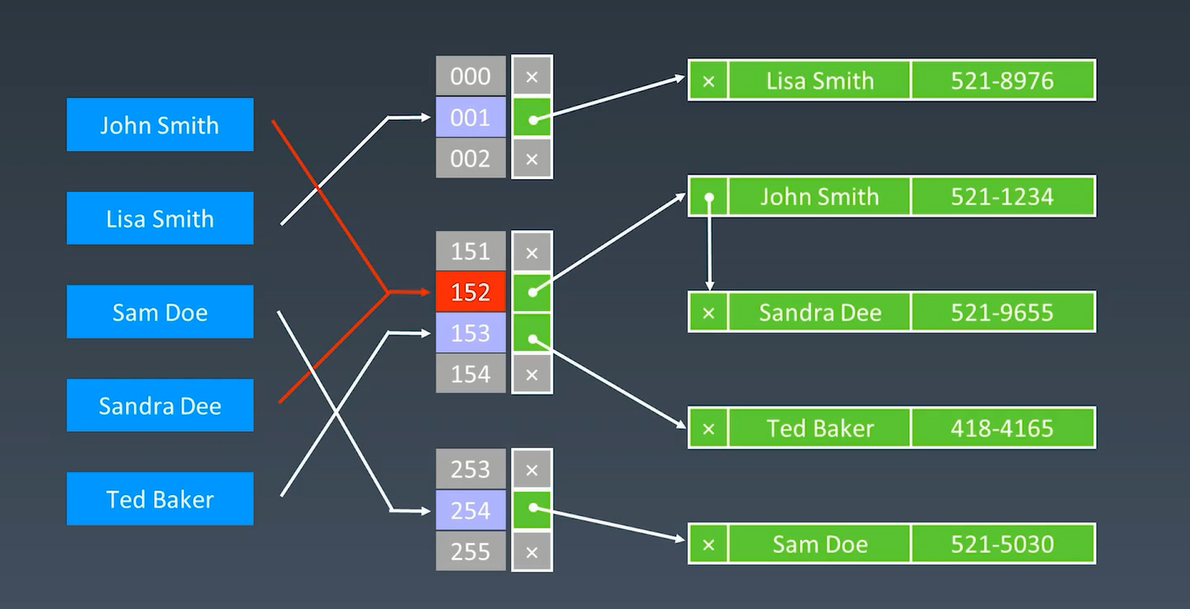 John Smith
Lisa Smith
Sam Doe
Sandra Dee
Ted Baker
000 ×
001
002 ×
151 ×
152
153
154 ×
253 ×
254
255 ×
× Lisa Smith 521-8976
John Smith 521-1234
× Sandra Dee 521-9655
× Ted Baker 418-4165
× Sam Doe 521-5030